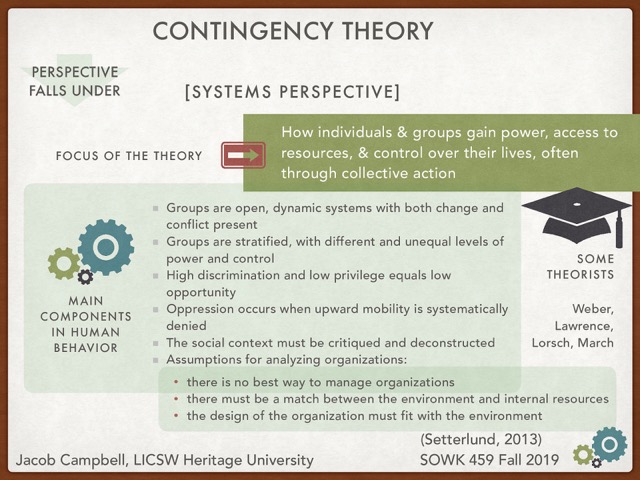 CONTINGENCY THEORY
PERSPECTIVE
FALLS UNDER
[SYSTEMS PERSPECTIVE]
FOCUS OF THE THEORY
How individuals & groups gain power, access to
resources, & control over their lives, often
through collective action
MAIN
COMPONENTS
IN HUMAN
BEHAVIOR
Groups are open, dynamic systems with both change and
conflict present
Groups are stratified, with different and unequal levels of
power and control
High discrimination and low privilege equals low
opportunity
Oppression occurs when upward mobility is systematically
denied
The social context must be critiqued and deconstructed
Assumptions for analyzing organizations:
• there is no best way to manage organizations
• there must be a match between the environment and internal resources
• the design of the organization must fit with the environment
SOME
THEORISTS
Weber,
Lawrence,
Lorsch, March
(Setterlund, 2013)
Jacob Campbell, LICSW Heritage University
SOWK 459 Fall 2019